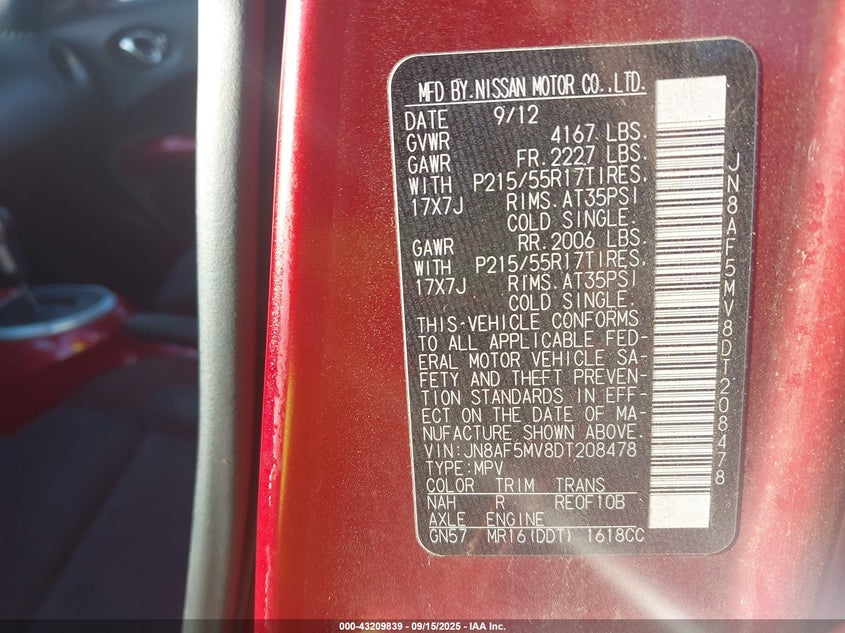 MFD BY.NISSAN MOTOR CO.,LTD.
DATE 9/12
GVWR 4167 LBS.
GAWR FR.2227 LBS.
WITH P215/55R17TIRES,
17X7J RIMS.AT35PSI
COLD SINGLE.
GAWR RR.2006 LBS.
WITH P215/55R17TIRES,
17X7J RIMS.AT35PSI
COLD SINGLE.
THIS-VEHICLE CONFORMS
TO ALL APPLICABLE FED-
ERAL MOTOR VEHICLE SA-
FETY AND THEFT PREVEN-
TION STANDARDS IN EFF-
ECT ON THE DATE OF MA-
NUFACTURE SHOWN ABOVE.
VIN:JN8AF5MV8DT208478
TYPE:MPV
COLOR TRIM TRANS
NAH R RE0F10B
AXLE ENGINE
GN57 MR16(DDT) 1618CC
JN8AF5MV8DT208478
000-43209839 - 09/15/2025 - IAA Inc.